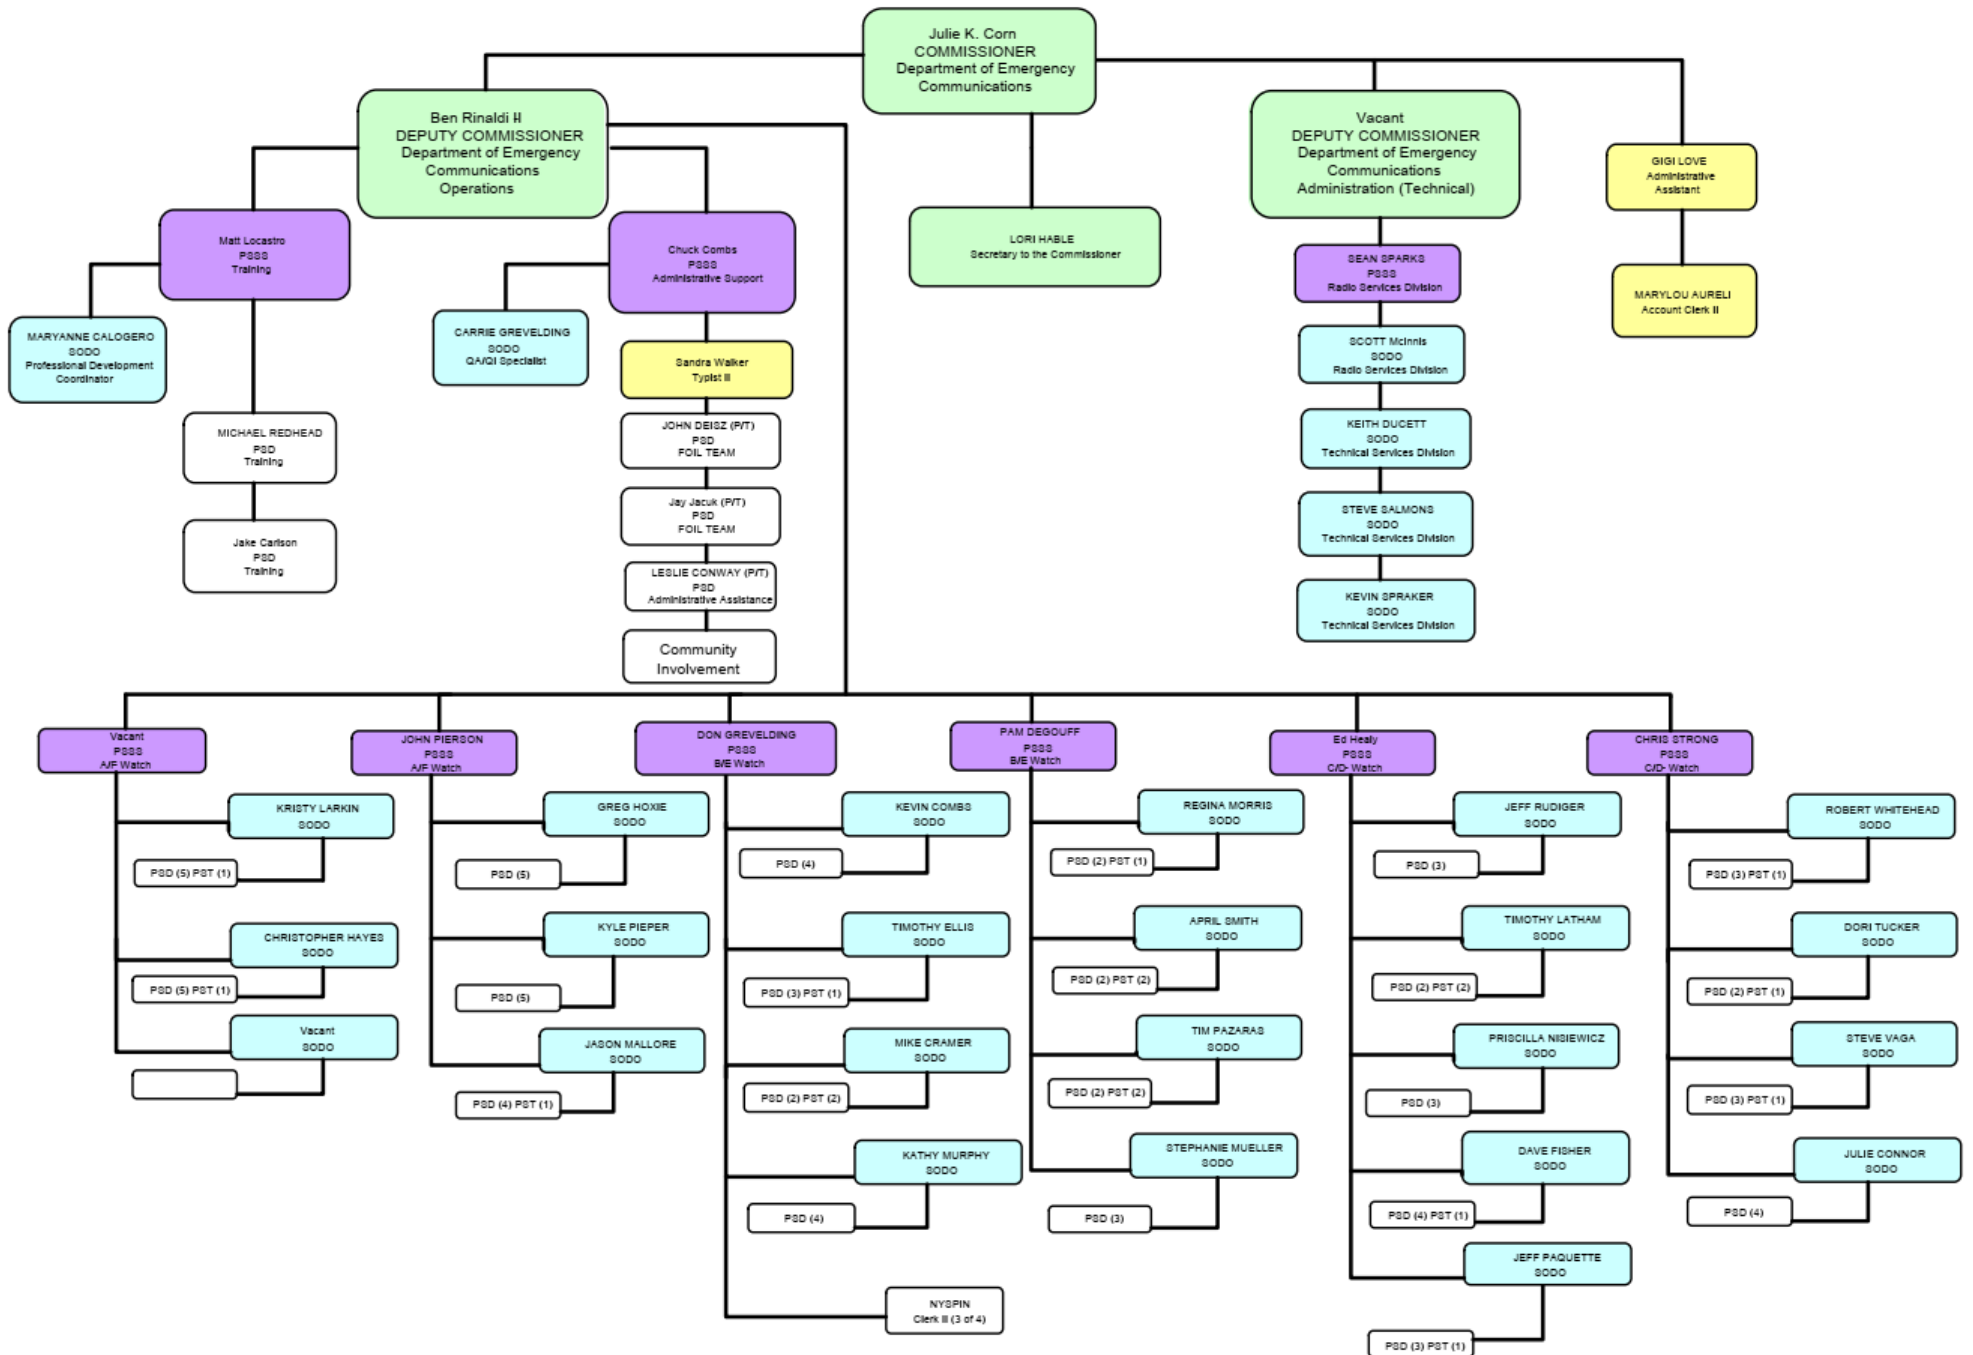 Julie K. Corn
COMMISSIONER
Department of Emergency
Communications
Ben Rinaldi II
DEPUTY COMMISSIONER
Department of Emergency
Communications
Operations
Vacant
DEPUTY COMMISSIONER
Department of Emergency
Communications
Administration (Technical)
GIGI LOVE
Administrative
Assistant
Matt Locastro
PSSS
Training
Chuck Combs
PSSS
Administrative Support
LORI HABLE
Secretary to the Commissioner
SEAN SPARKS
PSSS
Radio Services Division
MARYLOU AURELI
Account Clerk II
MARYANNE CALOGERO
SODO
Professional Development
Coordinator
CARRIE GREVELDING
SODO
QA/QI Specialist
Sandra Walker
Typist II
SCOTT McInnis
SODO
Radio Services Division
MICHAEL REDHEAD
PSD
Training
JOHN DEISZ (P/T)
PSD
FOIL TEAM
KEITH DUCETT
SODO
Technical Services Division
Jay Jacuk (P/T)
PSD
FOIL TEAM
STEVE SALMONS
SODO
Technical Services Division
Jake Carlson
PSD
Training
LESLIE CONWAY (P/T)
PSD
Administrative Assistance
KEVIN SPRAKER
SODO
Technical Services Division
Community
Involvement
Vacant
PSSS
A/F Watch
KRISTY LARKIN
SODO
PSD (5) PST (1)
CHRISTOPHER HAYES
SODO
PSD (5) PST (1)
Vacant
SODO
JOHN PIERSON
PSSS
A/F Watch
GREG HOXIE
SODO
PSD (5)
KYLE PIEPER
SODO
PSD (5)
JASON MALLORE
SODO
PSD (4) PST (1)
DON GREVELDING
PSSS
B/E Watch
KEVIN COMBS
SODO
PSD (4)
TIMOTHY ELLIS
SODO
PSD (3) PST (1)
MIKE CRAMER
SODO
PSD (2) PST (2)
KATHY MURPHY
SODO
PSD (4)
NYSPIN
Clerk III (3 of 4)
PAM DEGOUFF
PSSS
B/E Watch
REGINA MORRIS
SODO
PSD (2) PST (1)
APRIL SMITH
SODO
PSD (2) PST (2)
TIM PAZARAS
SODO
PSD (2) PST (2)
STEPHANIE MUELLER
SODO
PSD (3)
Ed Healy
PSSS
C/D- Watch
JEFF RUDIGER
SODO
PSD (3)
TIMOTHY LATHAM
SODO
PSD (2) PST (2)
PRISCILLA NISIEWICZ
SODO
PSD (3)
DAVE FISHER
SODO
PSD (4) PST (1)
JEFF PAQUETTE
SODO
PSD (3) PST (1)
CHRIS STRONG
PSSS
C/D- Watch
ROBERT WHITEHEAD
SODO
PSD (3) PST (1)
DORI TUCKER
SODO
PSD (2) PST (1)
STEVE VAGA
SODO
PSD (3) PST (1)
JULIE CONNOR
SODO
PSD (4)